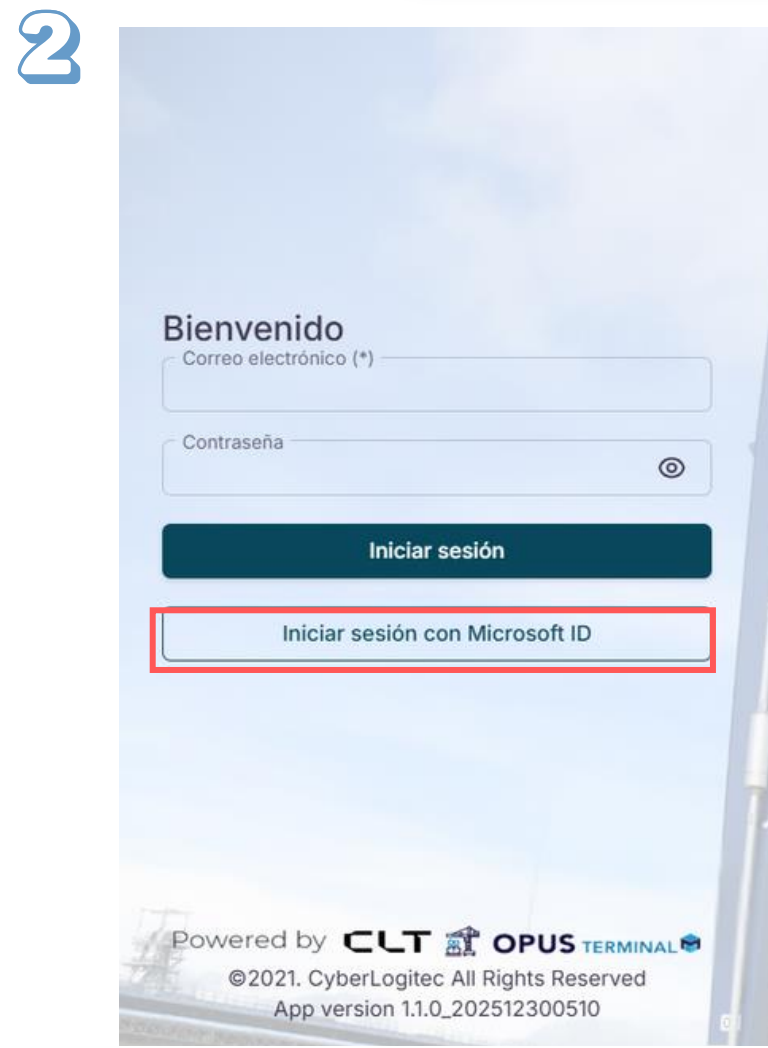 2
Bienvenido
Correo electrónico (*)
Contraseña
Iniciar sesión
Iniciar sesión con Microsoft ID
Powered by CLT OPUS TERMINAL
©2021. CyberLogitec All Rights Reserved
App version 1.1.0_202512300510